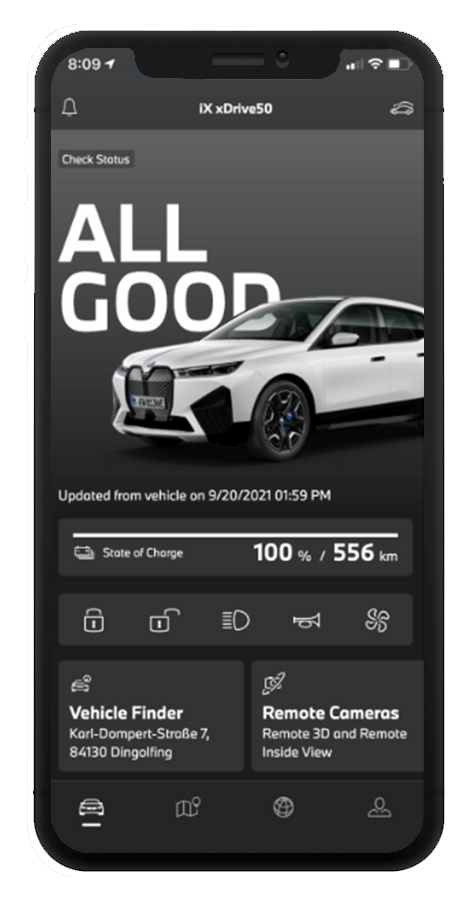 8:09
iX xDrive50
Check Status
ALL
GOOD
Updated from vehicle on 9/20/2021 01:59 PM
State of Charge
100 % / 556 km
Vehicle Finder
Karl-Dompert-Straße 7,
84130 Dingolfing
Remote Cameras
Remote 3D and Remote
Inside View